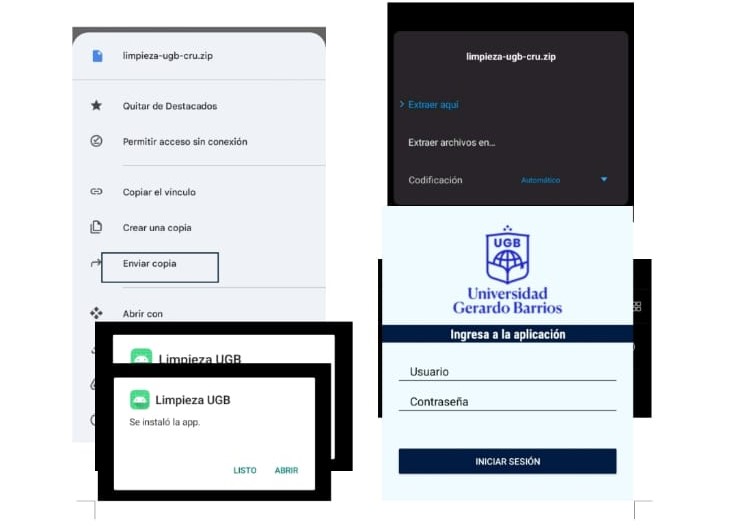 limpieza-ugb-cru.zip
Quitar de Destacados
Permitir acceso sin conexión
Copiar el vínculo
Crear una copia
Enviar copia
Abrir con
Limpieza UGB
Limpieza UGB
Se instaló la app.
LISTO ABRIR
limpieza-ugb-cru.zip
> Extraer aquí
Extraer archivos en...
Codificación Automático
UGB
Universidad
Gerardo Barrios
Ingresa a la aplicación
Usuario
Contraseña
INICIAR SESIÓN